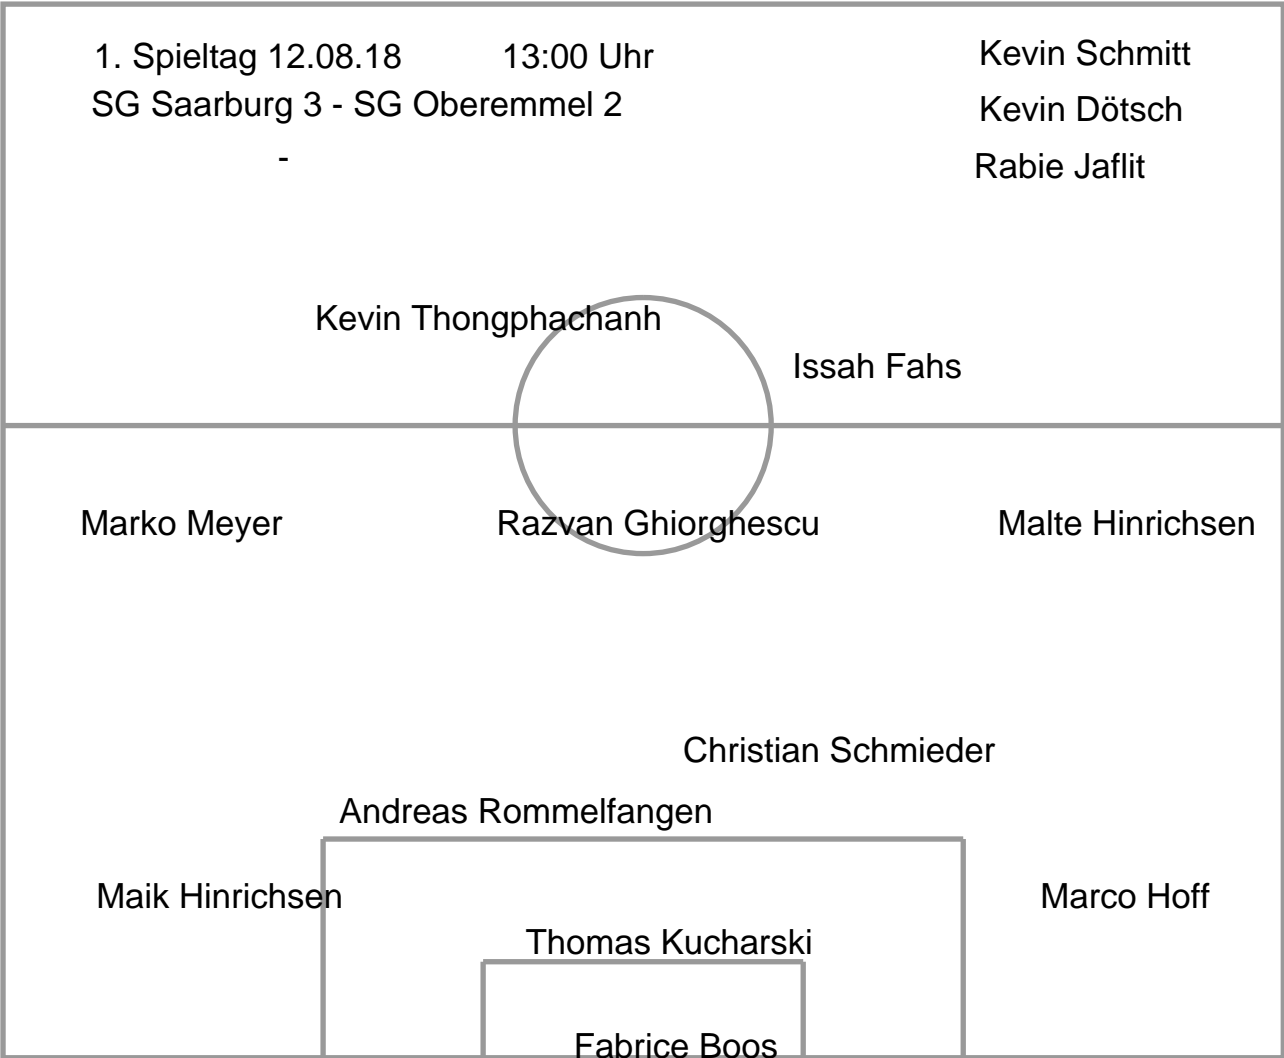 1. Spieltag 12.08.18 13:00 Uhr
SG Saarburg 3 - SG Oberemmel 2
-
Kevin Schmitt
Kevin Dötsch
Rabie Jaflit
Kevin Thongphachanh
Issah Fahs
Marko Meyer
Razvan Ghiorghescu
Malte Hinrichsen
Christian Schmieder
Andreas Rommelfangen
Maik Hinrichsen
Marco Hoff
Thomas Kucharski
Fabrice Boos